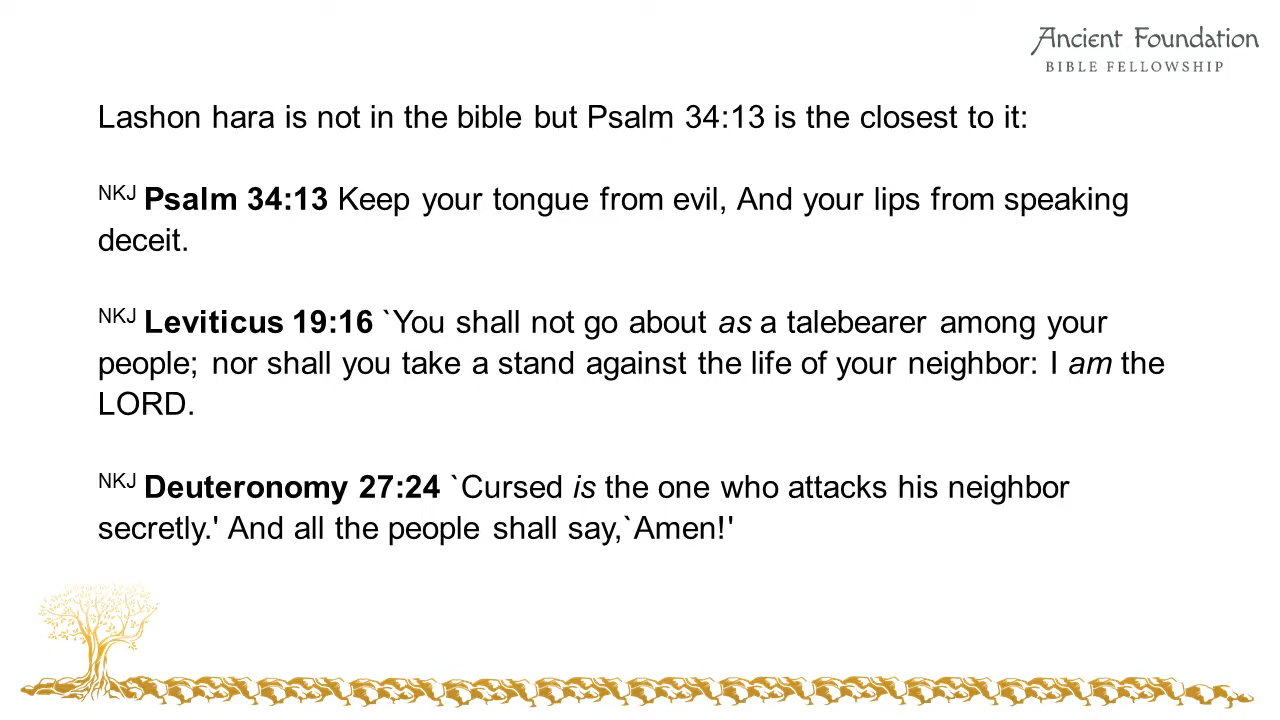 Ancient Foundation
BIBLE FELLOWSHIP
Lashon hara is not in the bible but Psalm 34:13 is the closest to it:
NKJ Psalm 34:13 Keep your tongue from evil, And your lips from speaking
deceit.
NKJ Leviticus 19:16 `You shall not go about as a talebearer among your
people; nor shall you take a stand against the life of your neighbor: I am the
LORD.
NKJ Deuteronomy 27:24 `Cursed is the one who attacks his neighbor
secretly.' And all the people shall say,`Amen!'